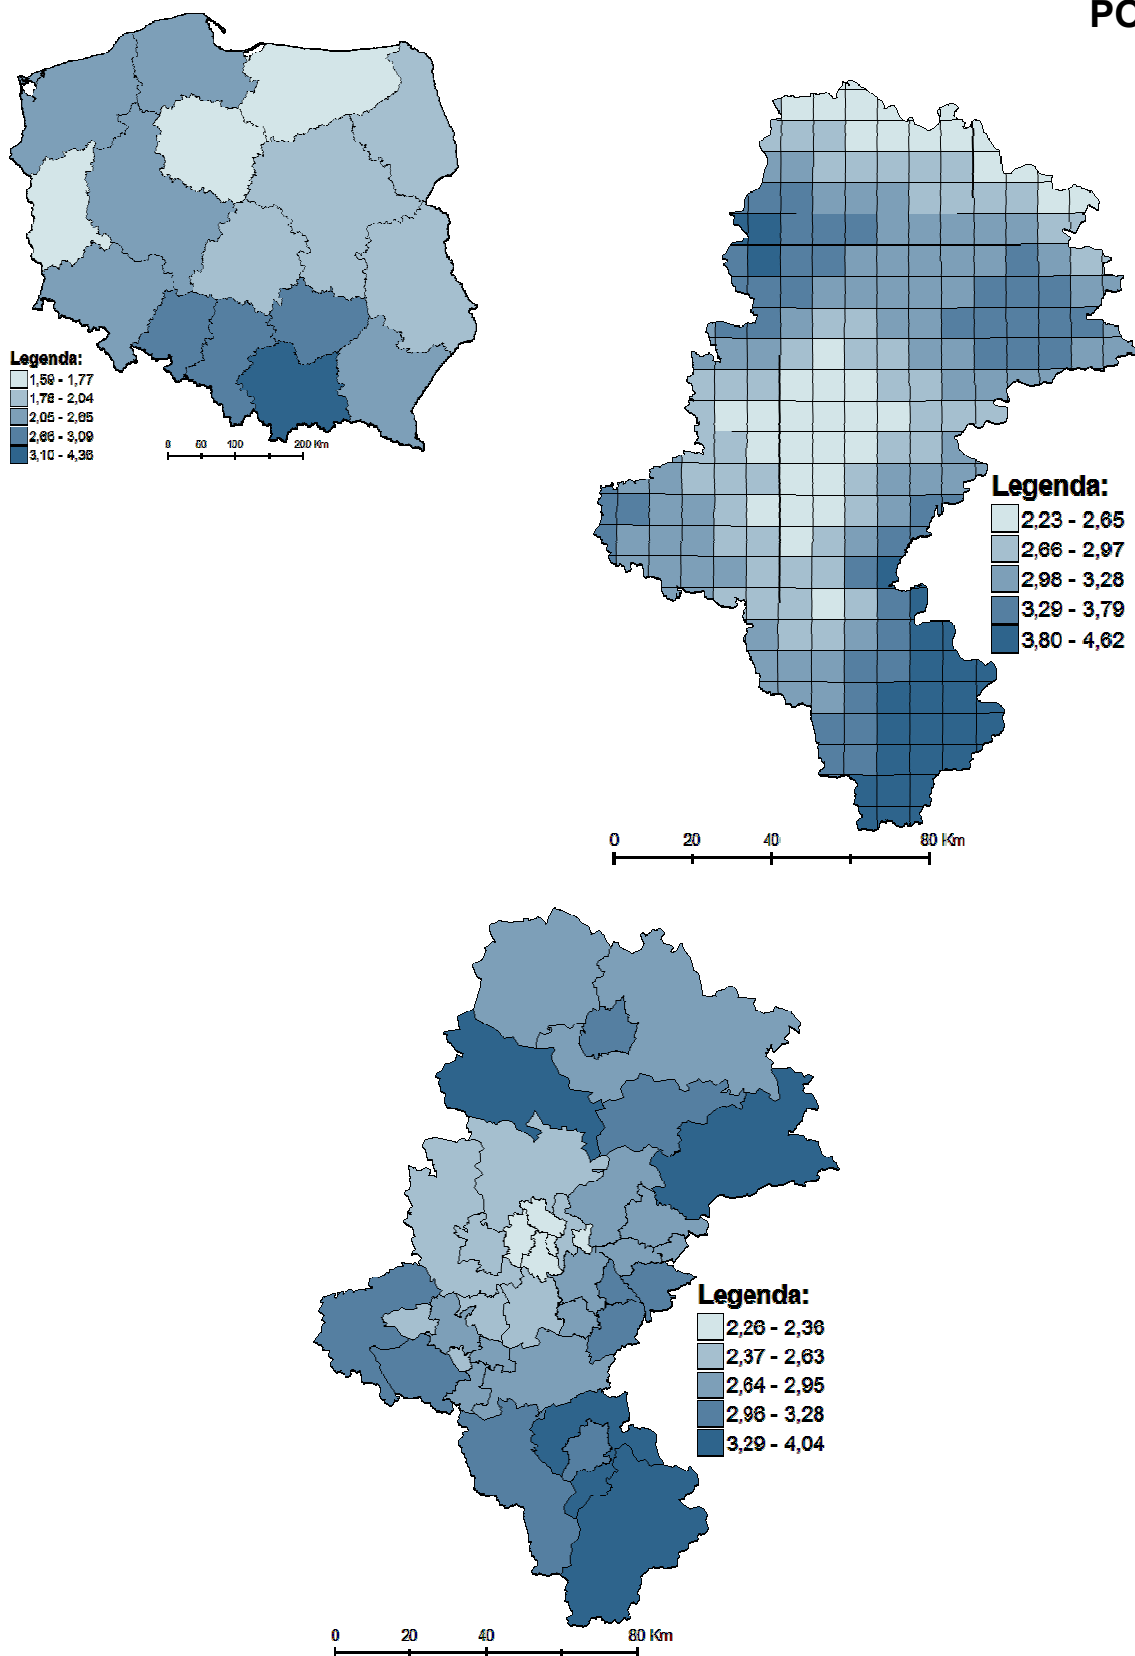 PO
Legenda:
1,59 - 1,77
1,78 - 2,04
2,05 - 2,65
2,66 - 3,09
3,10 - 4,36
0 50 100 200 Km
Legenda:
2,23 - 2,65
2,66 - 2,97
2,98 - 3,28
3,29 - 3,79
3,80 - 4,62
0 20 40 80 Km
Legenda:
2,26 - 2,36
2,37 - 2,63
2,64 - 2,95
2,96 - 3,28
3,29 - 4,04
0 20 40 80 Km